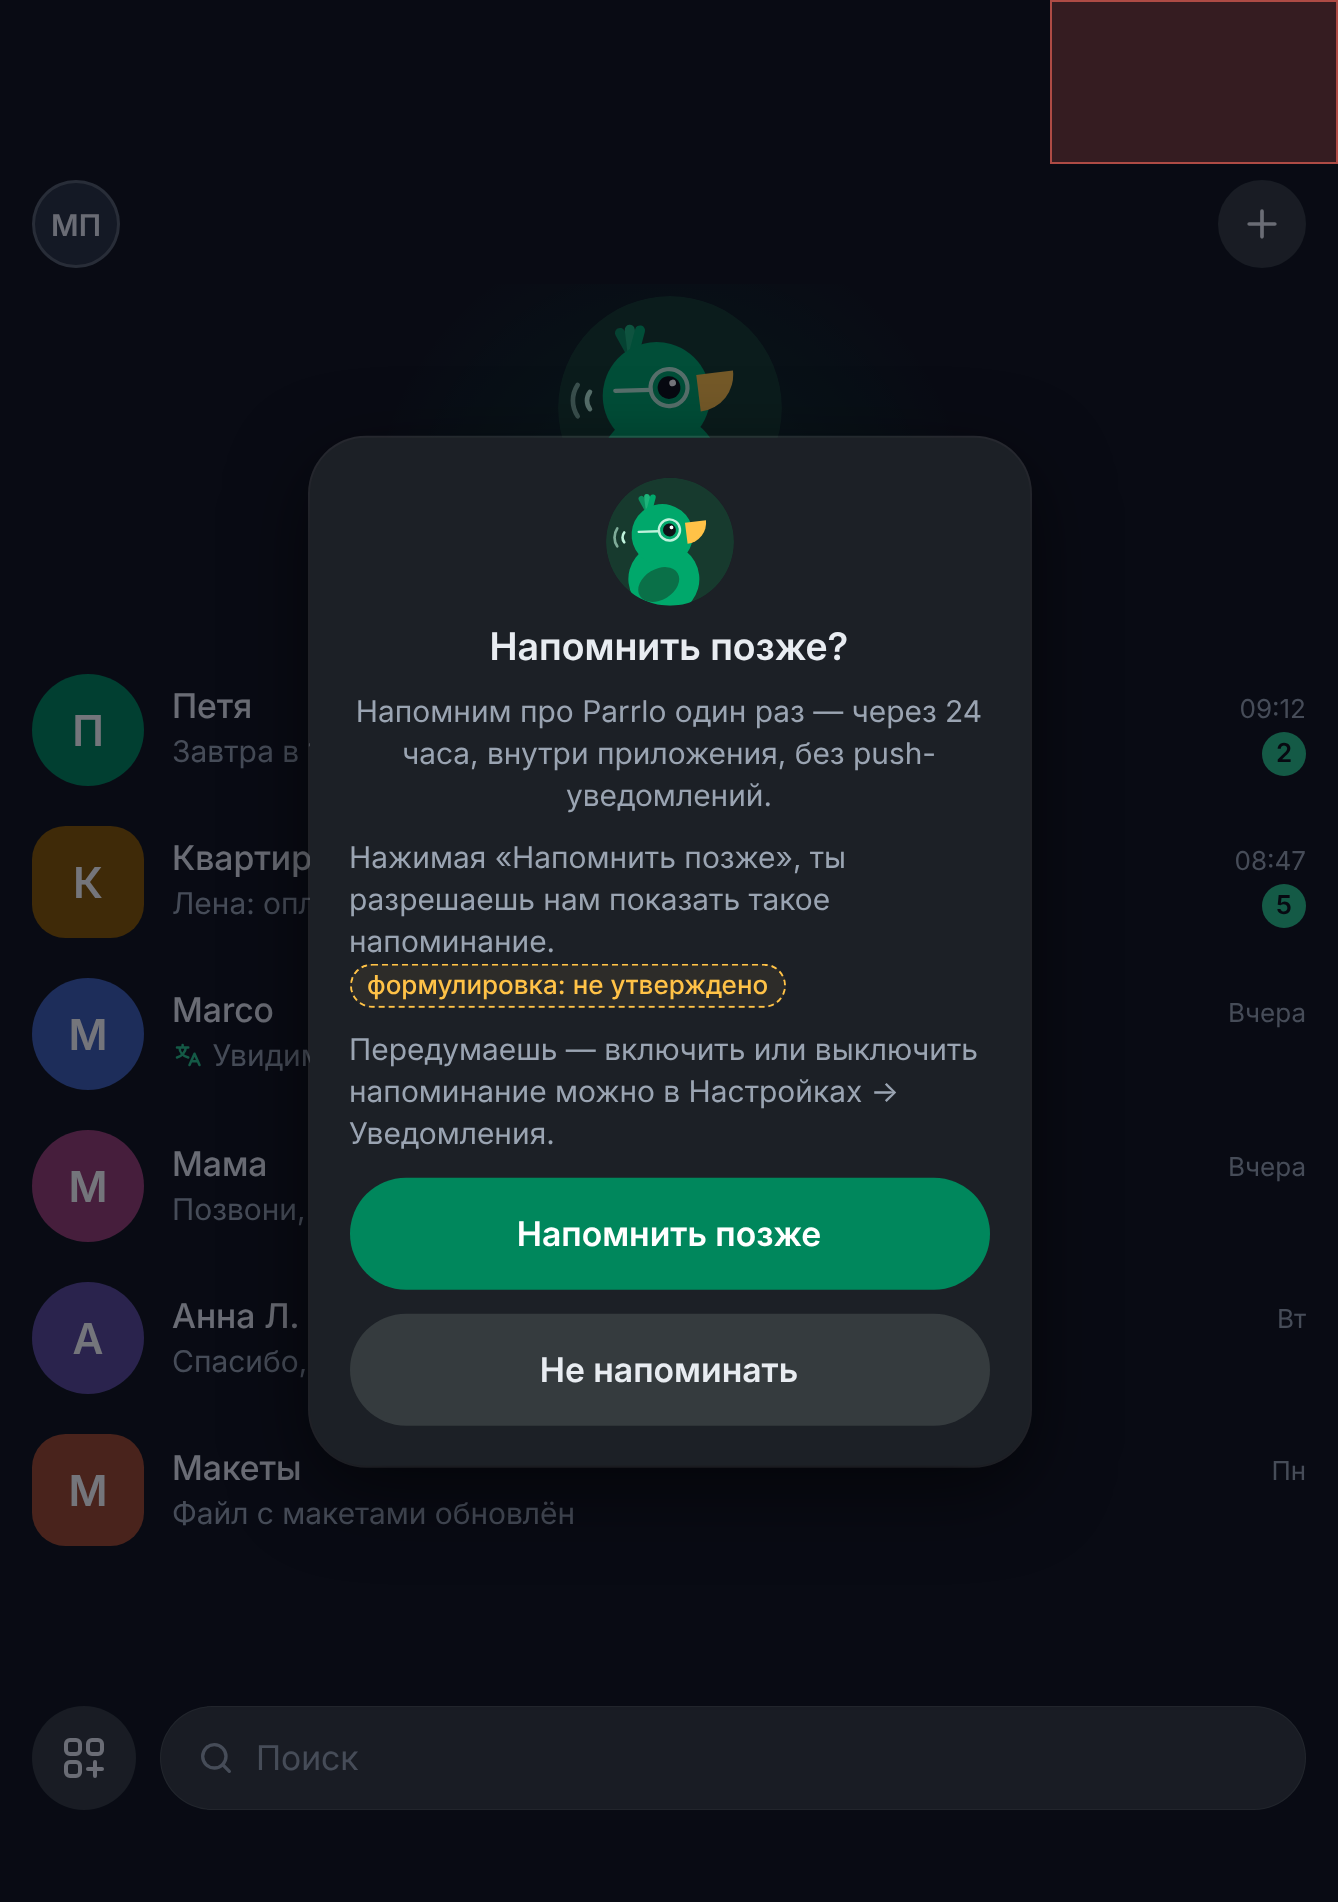 МП
Напомнить позже?
Напомним про Parrlo один раз — через 24
часа, внутри приложения, без push-
уведомлений.
Нажимая «Напомнить позже», ты
разрешаешь нам показать такое
напоминание.
формулировка: не утверждено
Передумаешь — включить или выключить
напоминание можно в Настройках →
Уведомления.
Напомнить позже
Не напоминать
П
Петя
09:12
Завтра в
2
К
Квартир
08:47
Лена: опл
5
M
Marco
Вчера
Увидим
М
Мама
Вчера
Позвони,
А
Анна Л.
Вт
Спасибо,
М
Макеты
Пн
Файл с макетами обновлён
Поиск